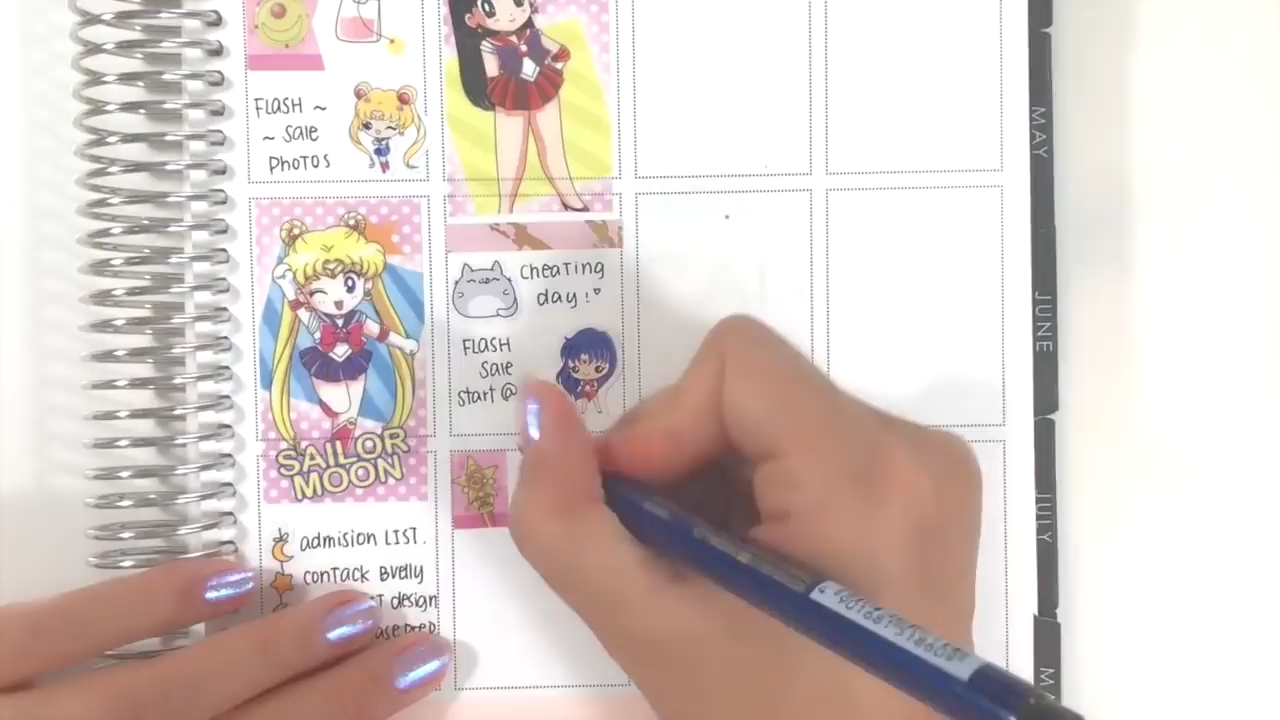 FLASH ~
~ Sale
PHOTOS
SAILOR
MOON
admision LIST.
conTACK Bvelly
design
cheaTing
day!♡
FLASH
Sale
start @
MAY
JUNE
JULY